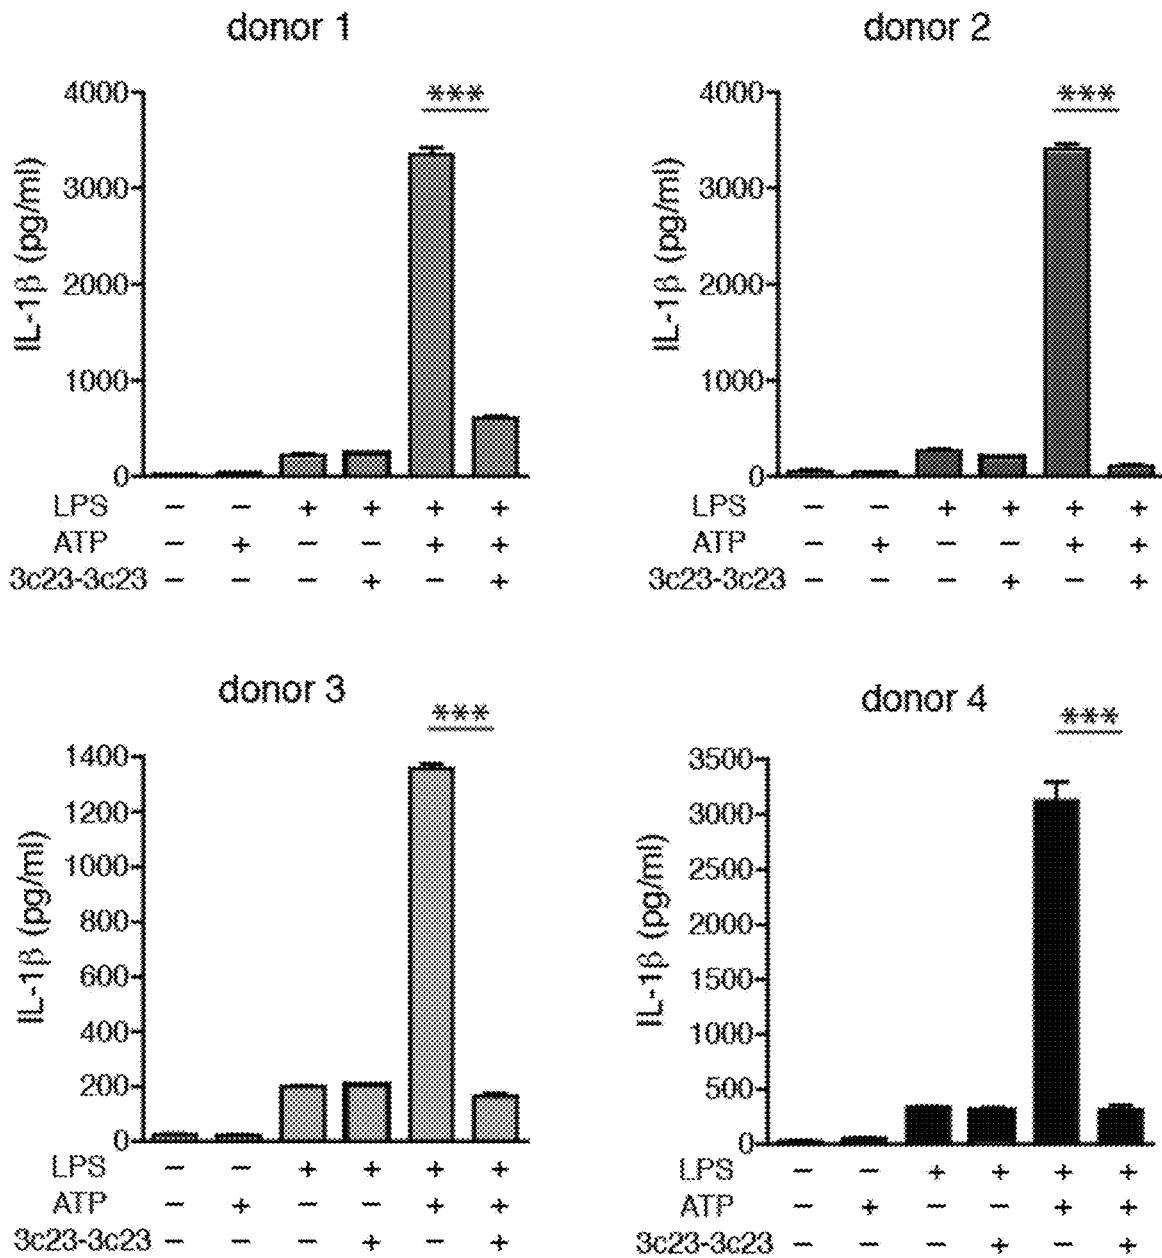 donor 1
***
4000
3000
2000
1000
0
IL-1β (pg/ml)
LPS − − + + + +
ATP − + − − + +
3c23-3c23 − − − + − +
donor 2
***
4000
3000
2000
1000
0
IL-1β (pg/ml)
LPS − − + + + +
ATP − + − − + +
3c23-3c23 − − − + − +
donor 3
***
1400
1200
1000
800
600
400
200
0
IL-1β (pg/ml)
LPS − − + + + +
ATP − + − − + +
3c23-3c23 − − − + − +
donor 4
***
3500
3000
2500
2000
1500
1000
500
0
IL-1β (pg/ml)
LPS − − + + + +
ATP − + − − + +
3c23-3c23 − − − + − +